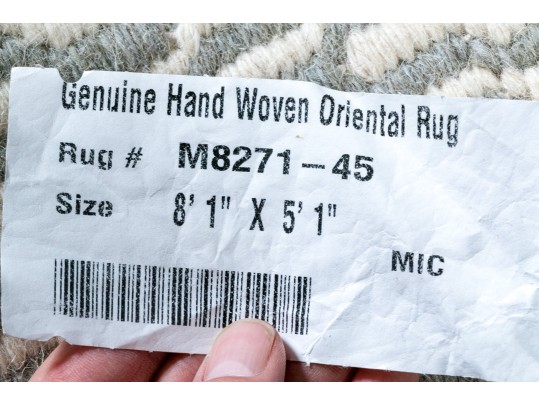 Genuine Hand Woven Oriental Rug
Rug # M8271-45
Size 8' 1" X 5' 1"
MIC